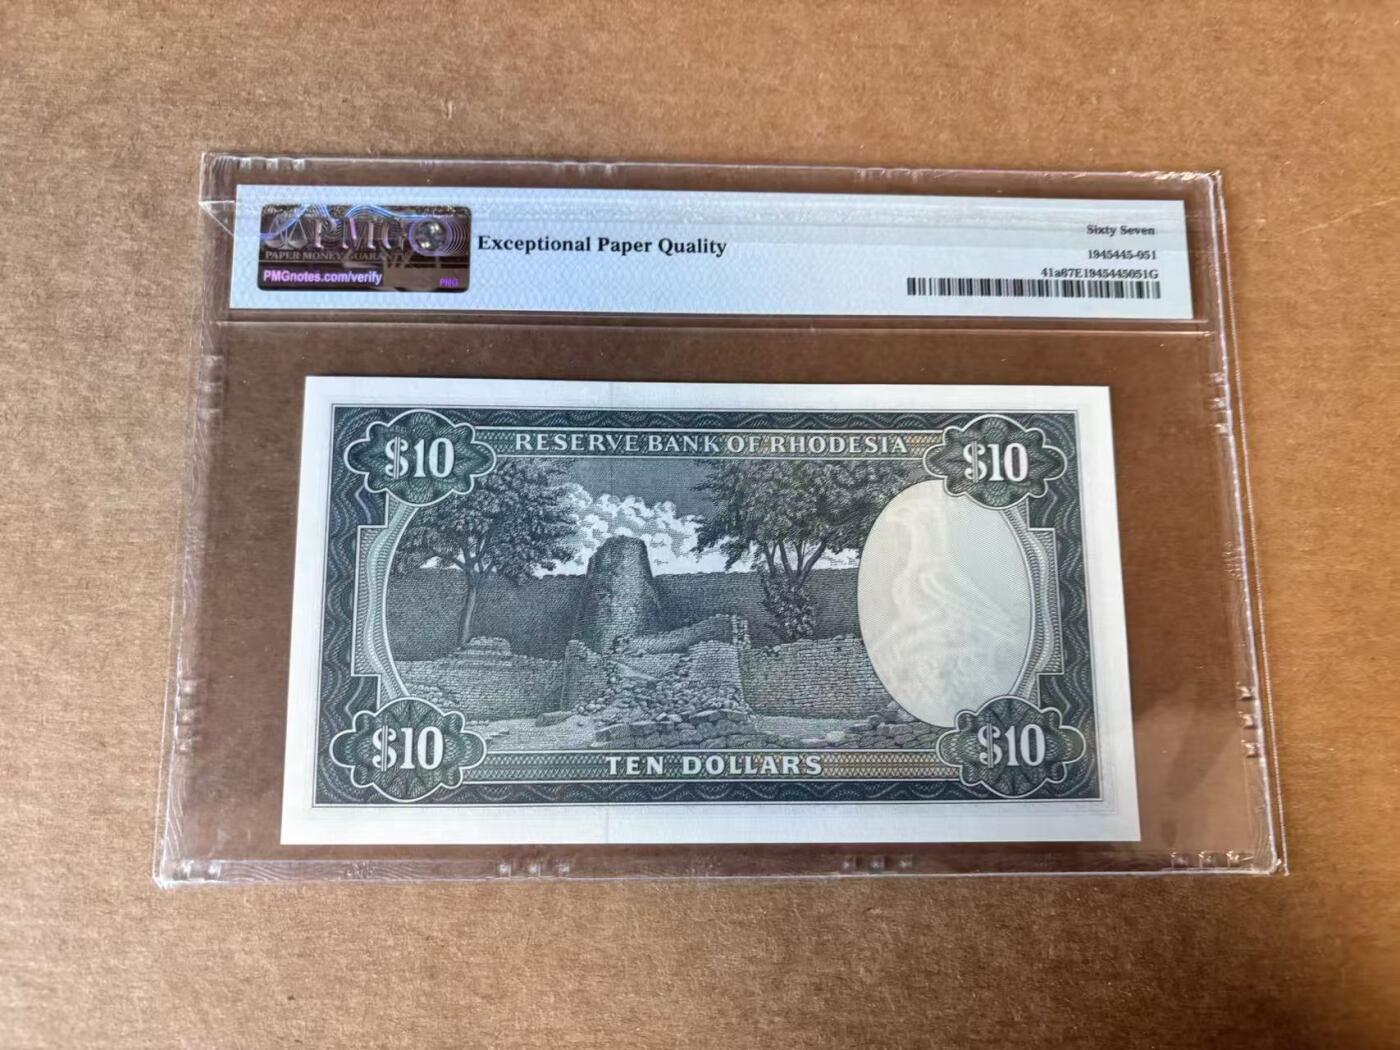 PMG
PAPER MONEY GUARANTY
PMGnotes.com/verify
PMG
Exceptional Paper Quality
Sixty Seven
1945445-051
41a67E1945445051G
$10
RESERVE BANK OF RHODESIA
$10
$10
TEN DOLLARS
$10